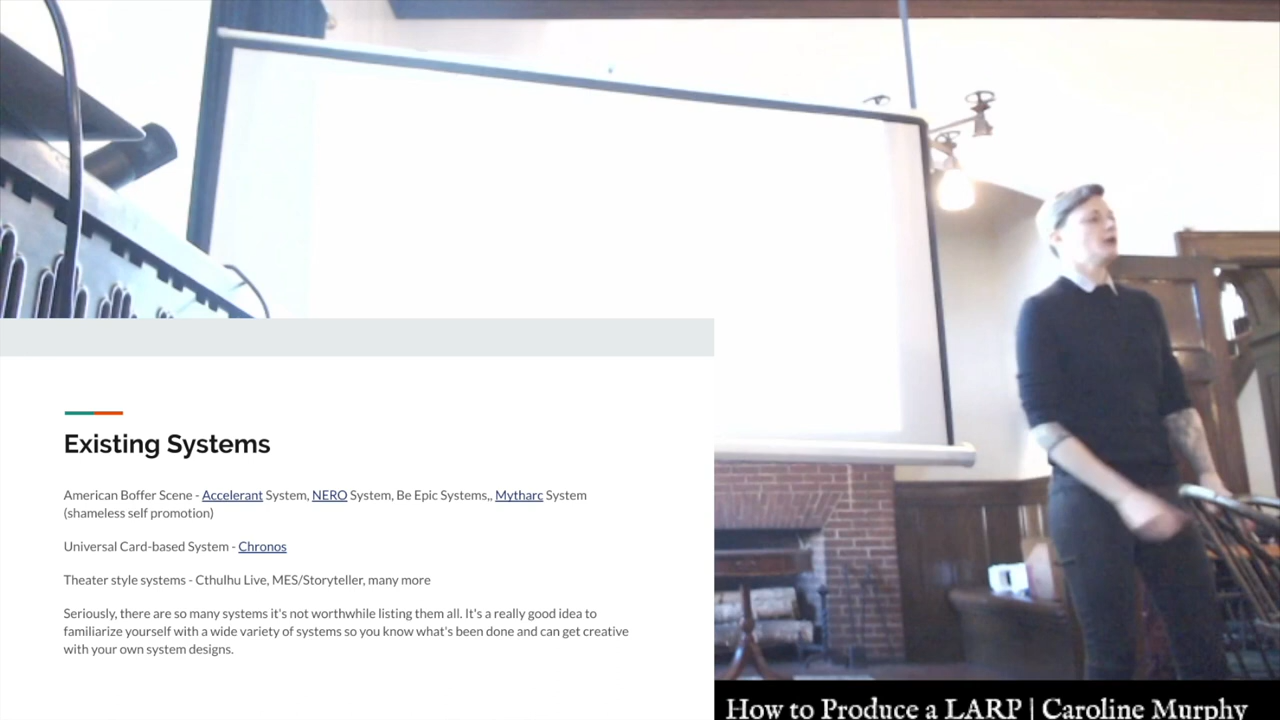 Existing Systems
American Boffer Scene - Accelerant System, NERO System, Be Epic Systems,, Mytharc System
(shameless self promotion)
Universal Card-based System - Chronos
Theater style systems - Cthulhu Live, MES/Storyteller, many more
Seriously, there are so many systems it's not worthwhile listing them all. It's a really good idea to
familiarize yourself with a wide variety of systems so you know what's been done and can get creative
with your own system designs.
How to Produce a LARP | Caroline Murphy